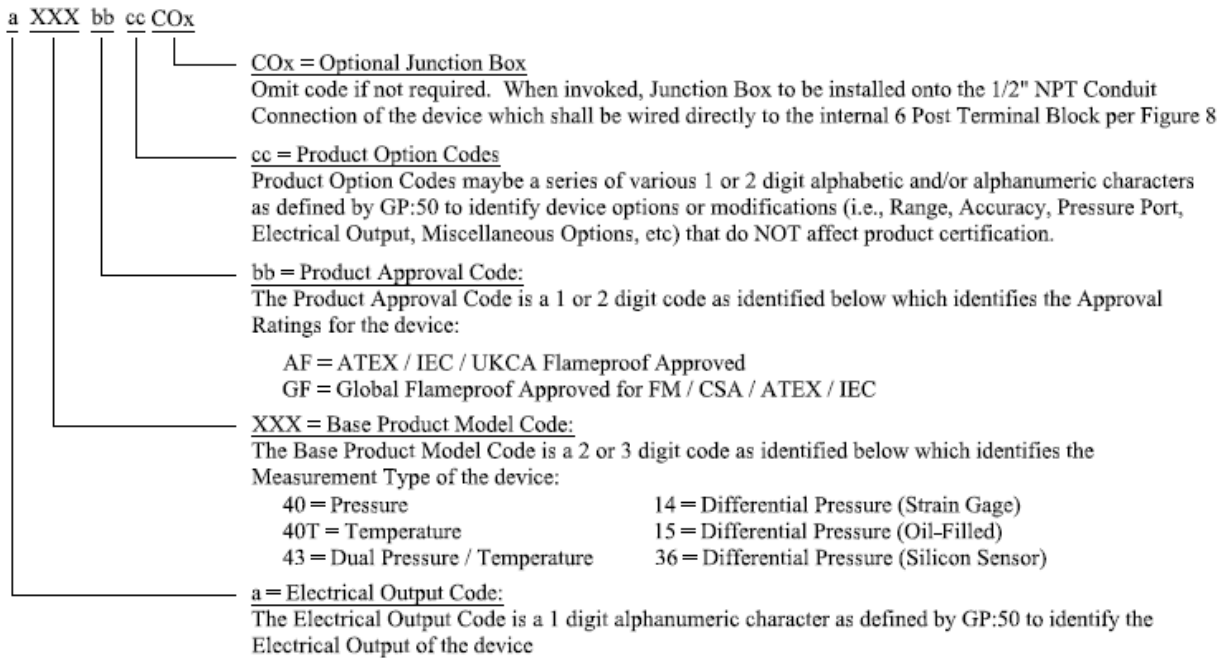 a XXX bb cc COx
COx = Optional Junction Box
Omit code if not required. When invoked, Junction Box to be installed onto the 1/2" NPT Conduit
Connection of the device which shall be wired directly to the internal 6 Post Terminal Block per Figure 8
cc = Product Option Codes
Product Option Codes maybe a series of various 1 or 2 digit alphabetic and/or alphanumeric characters
as defined by GP:50 to identify device options or modifications (i.e., Range, Accuracy, Pressure Port,
Electrical Output, Miscellaneous Options, etc) that do NOT affect product certification.
bb = Product Approval Code:
The Product Approval Code is a 1 or 2 digit code as identified below which identifies the Approval
Ratings for the device:
AF = ATEX / IEC / UKCA Flameproof Approved
GF = Global Flameproof Approved for FM / CSA / ATEX / IEC
XXX = Base Product Model Code:
The Base Product Model Code is a 2 or 3 digit code as identified below which identifies the
Measurement Type of the device:
40 = Pressure 14 = Differential Pressure (Strain Gage)
40T = Temperature 15 = Differential Pressure (Oil-Filled)
43 = Dual Pressure / Temperature 36 = Differential Pressure (Silicon Sensor)
a = Electrical Output Code:
The Electrical Output Code is a 1 digit alphanumeric character as defined by GP:50 to identify the
Electrical Output of the device